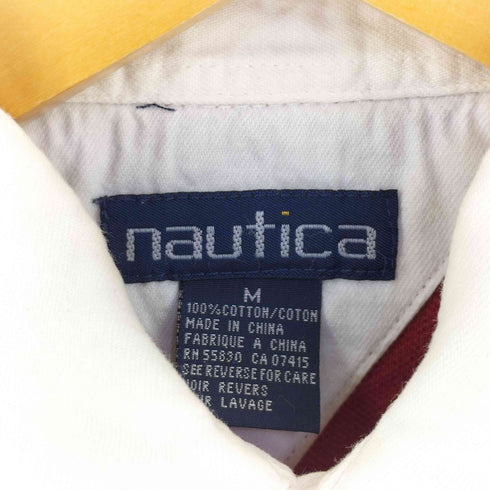 nautica
M
100% COTTON/COTON
MADE IN CHINA
FABRIQUE A CHINA
RN 55830 CA 07415
SEE REVERSE FOR CARE
VOIR REVERS
LAVAGE